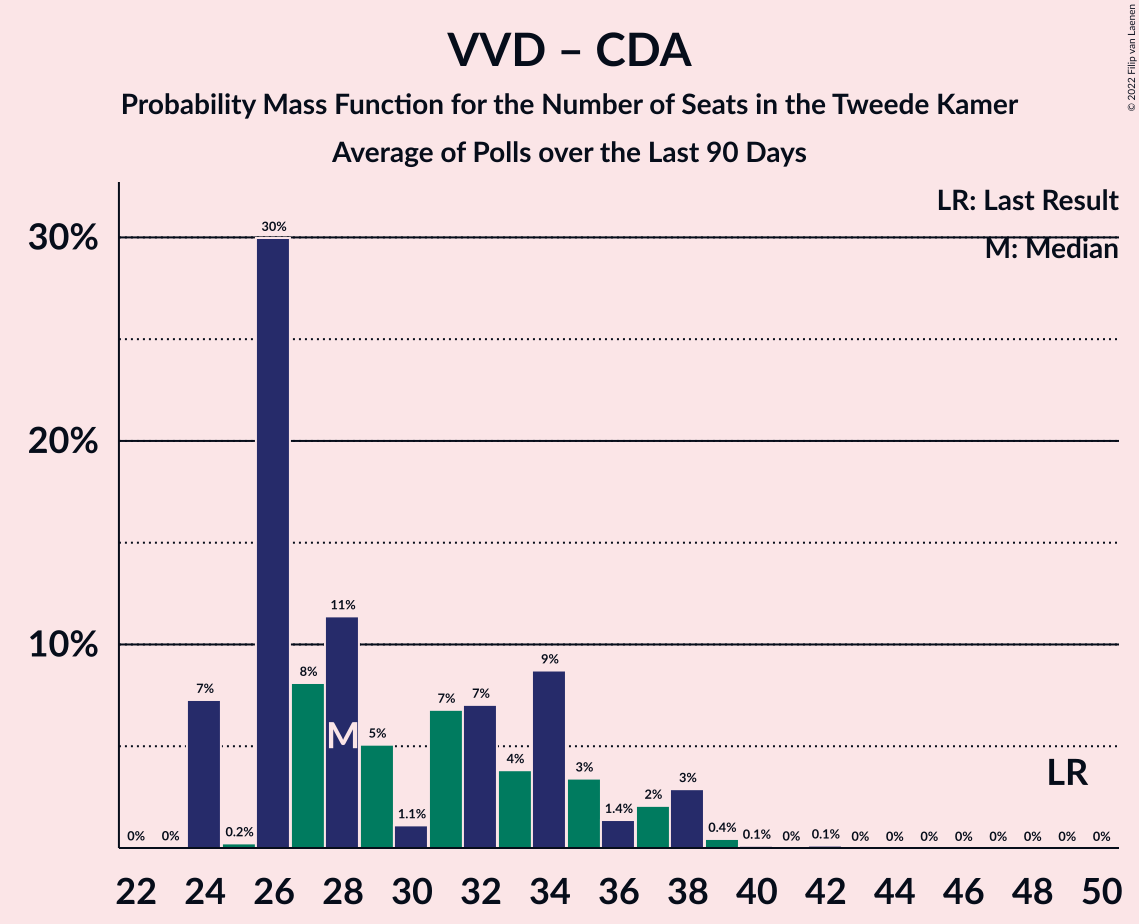 VVD – CDA
Probability Mass Function for the Number of Seats in the Tweede Kamer
Average of Polls over the Last 90 Days
© 2022 Filip van Laenen
LR: Last Result
M: Median
30%
20%
10%
0% 0% 7% 0.2% 30% 8% 11% 5% 1.1% 7% 7% 4% 9% 3% 1.4% 2% 3% 0.4% 0.1% 0% 0.1% 0% 0% 0% 0% 0% 0% 0% 0%
M
LR
22 24 26 28 30 32 34 36 38 40 42 44 46 48 50